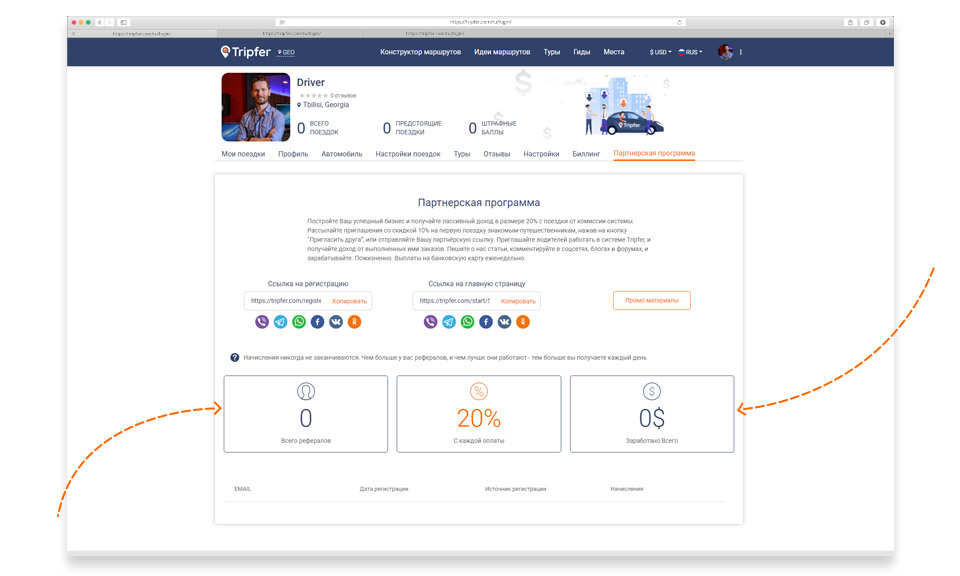 https://tripfer.com/ru/login/
https://tripfer.com/ru/login/ https://tripfer.com/ru/login/ https://tripfer.com/ru/login/
Tripfer GEO Конструктор маршрутов Идеи маршрутов Туры Гиды Места $ USD RUS
Driver
0 отзывов
Tbilisi, Georgia
0 ВСЕГО ПОЕЗДОК 0 ПРЕДСТОЯЩИЕ ПОЕЗДКИ 0 ШТРАФНЫЕ БАЛЛЫ
Tripfer
Мои поездки Профиль Автомобиль Настройки поездок Туры Отзывы Настройки Биллинг Партнерская программа
Партнерская программа
Постройте Ваш успешный бизнес и получайте пассивный доход в размере 20% с поездки от комиссии системы.
Рассылайте приглашения со скидкой 10% на первую поездку знакомым-путешественникам, нажав на кнопку
"Пригласить друга", или отправляете Вашу партнёрскую ссылку. Приглашайте водителей работать в системе Tripfer, и
получайте доход от выполненных ими заказов. Пишите о нас статьи, комментируйте в соцсетях, блогах и форумах, и
зарабатывайте. Пожизненно. Выплаты на банковскую карту еженедельно.
Ссылка на регистрацию Ссылка на главную страницу
https://tripfer.com/registe Копировать https://tripfer.com/start/1 Копировать Промо материалы
Начисления никогда не заканчиваются. Чем больше у вас рефералов, и чем лучше они работают - тем больше вы получаете каждый день
0 20% 0$
Всего рефералов С каждой оплаты Заработано Всего
EMAIL Дата регистрации Источник регистрации Начисления